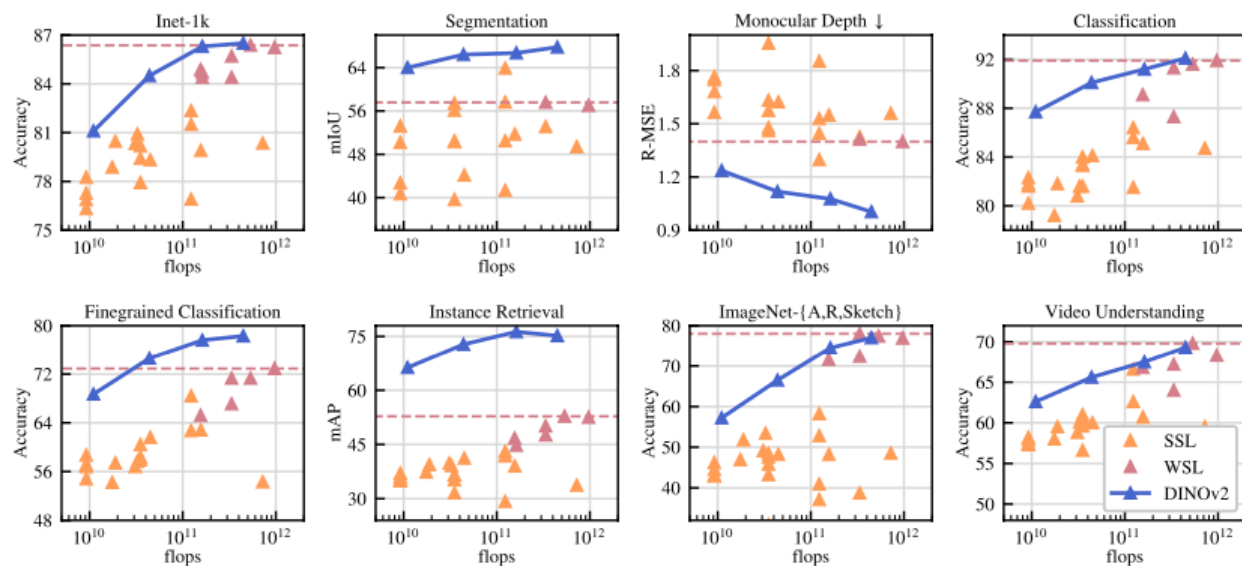 Inet-1k
Accuracy
87
84
81
78
75
10^10
10^11
10^12
flops
Segmentation
mIoU
64
56
48
40
10^10
10^11
10^12
flops
Monocular Depth ↓
R-MSE
1.8
1.5
1.2
0.9
10^10
10^11
10^12
flops
Classification
Accuracy
92
88
84
80
10^10
10^11
10^12
flops
Finegrained Classification
Accuracy
80
72
64
56
48
10^10
10^11
10^12
flops
Instance Retrieval
mAP
75
60
45
30
10^10
10^11
10^12
flops
ImageNet-{A,R,Sketch}
Accuracy
80
70
60
50
40
10^10
10^11
10^12
flops
Video Understanding
Accuracy
70
65
60
55
50
10^10
10^11
10^12
flops
SSL
WSL
DINOv2